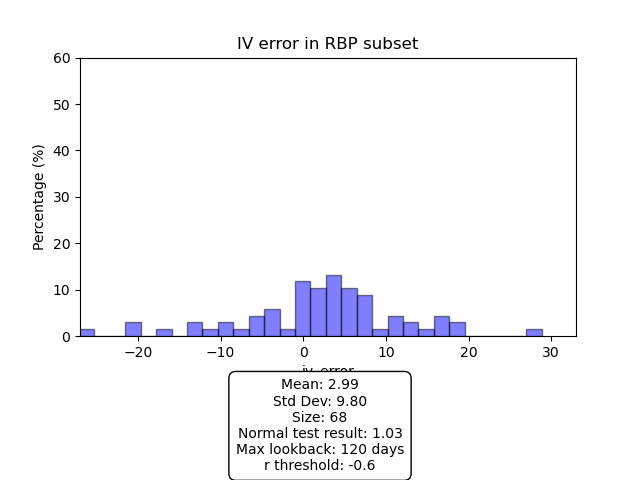 IV error in RBP subset
60
50
40
30
20
10
0
Percentage (%)
−20
−10
0
10
20
30
iv_error
Mean: 2.99
Std Dev: 9.80
Size: 68
Normal test result: 1.03
Max lookback: 120 days
r threshold: -0.6